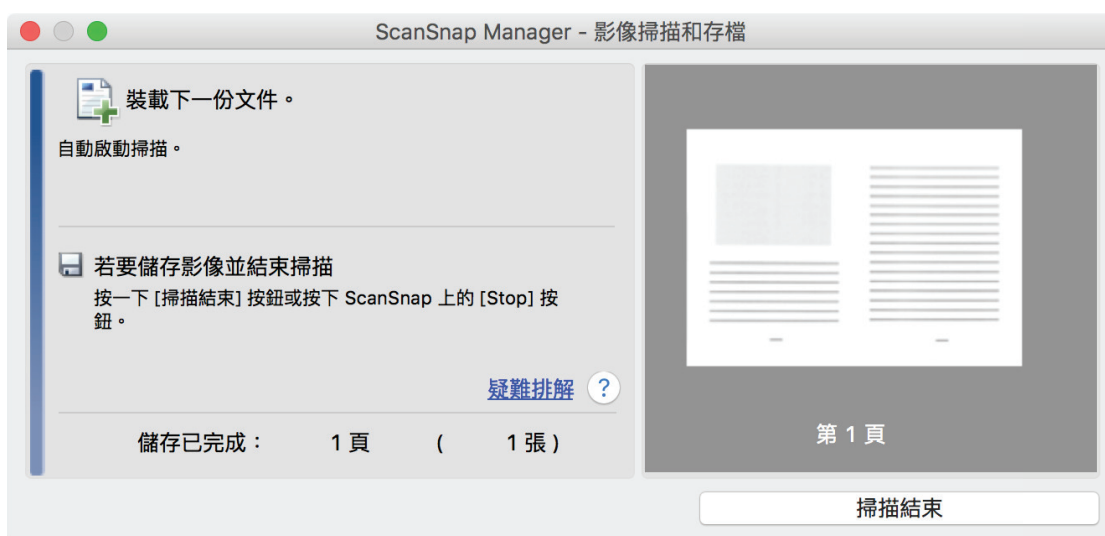 ScanSnap Manager - 影像掃描和存檔
裝載下一份文件。
自動啟動掃描。
若要儲存影像並結束掃描
按一下 [掃描結束] 按鈕或按下 ScanSnap 上的 [Stop] 按
鈕。
疑難排解 ?
儲存已完成： 1 頁 ( 1 張 )
第 1 頁
掃描結束